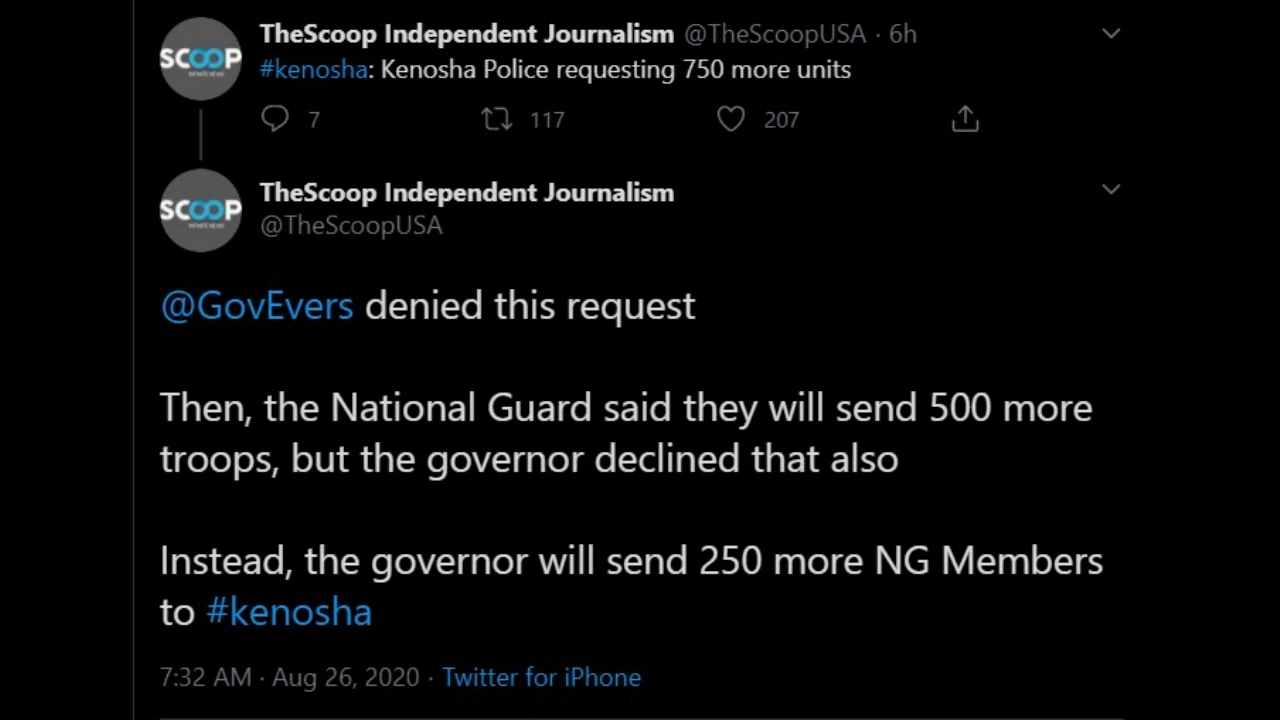 SCOOP
TheScoop Independent Journalism @TheScoopUSA · 6h
#kenosha: Kenosha Police requesting 750 more units
7 117 207
SCOOP
TheScoop Independent Journalism
@TheScoopUSA
@GovEvers denied this request
Then, the National Guard said they will send 500 more
troops, but the governor declined that also
Instead, the governor will send 250 more NG Members
to #kenosha
7:32 AM · Aug 26, 2020 · Twitter for iPhone